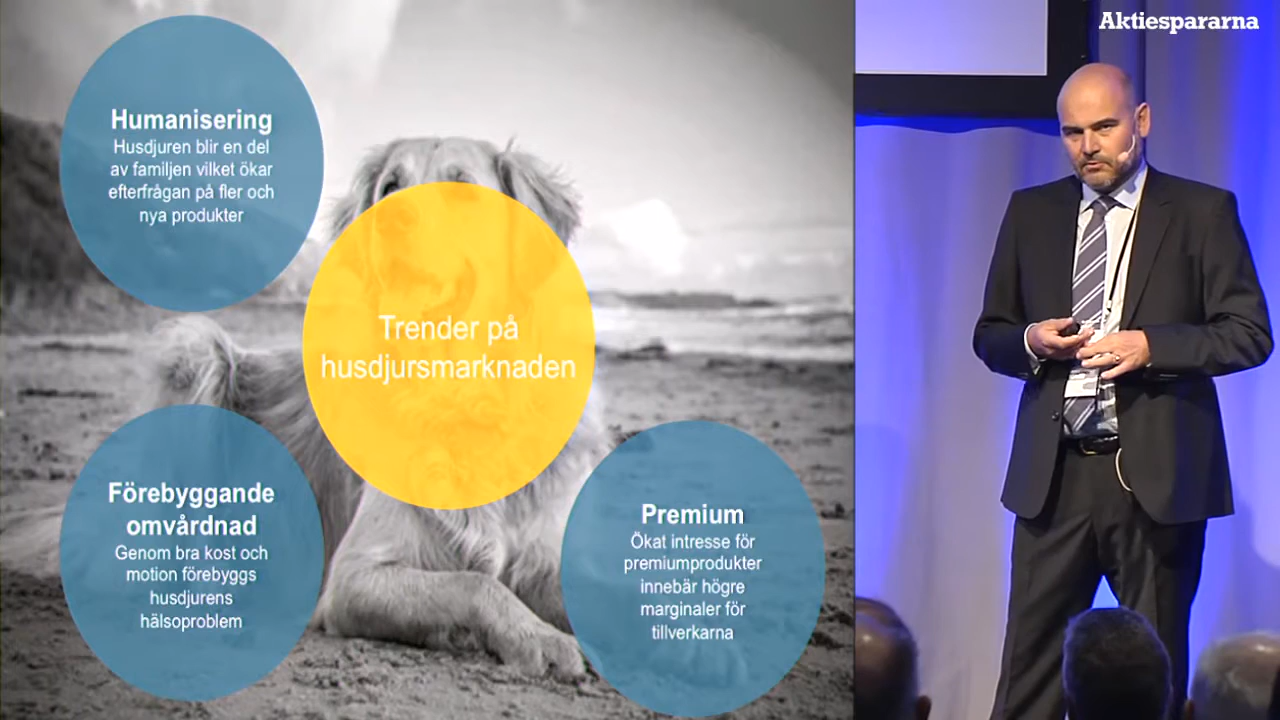 Aktiespararna
Humanisering
Husdjuren blir en del
av familjen vilket ökar
efterfrågan på fler och
nya produkter
Trender på
husdjursmarknaden
Förebyggande
omvårdnad
Genom bra kost och
motion förebyggs
husdjurens
hälsoproblem
Premium
Ökat intresse för
premiumprodukter
innebär högre
marginaler för
tillverkarna